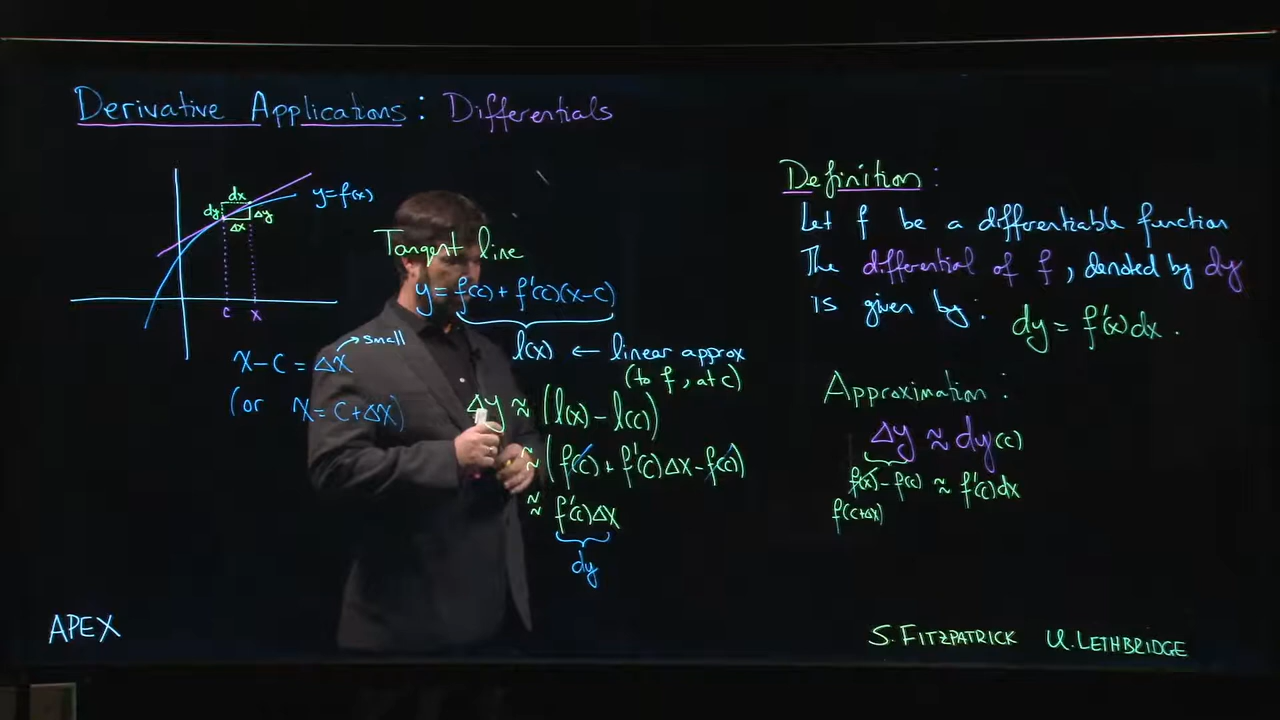 Derivative Applications: Differentials
y=f(x)
dx
dy
Δy
Δx
c x
x-c = Δx → small
(or x = c+Δx)
Tangent line
y = f(c) + f'(c)(x-c)
l(x) ← linear approx
(to f, at c)
Δy ≈ (l(x) - l(c))
≈ (f(c) + f'(c)Δx - f(c))
≈ f'(c)Δx
dy
Definition:
Let f be a differentiable function
The differential of f, denoted by dy
is given by: dy = f'(x)dx.
Approximation:
Δy ≈ dy(c)
f(x) - f(c) ≈ f'(c)dx
f(c+Δx)
APEX
S. FITZPATRICK U. LETHBRIDGE